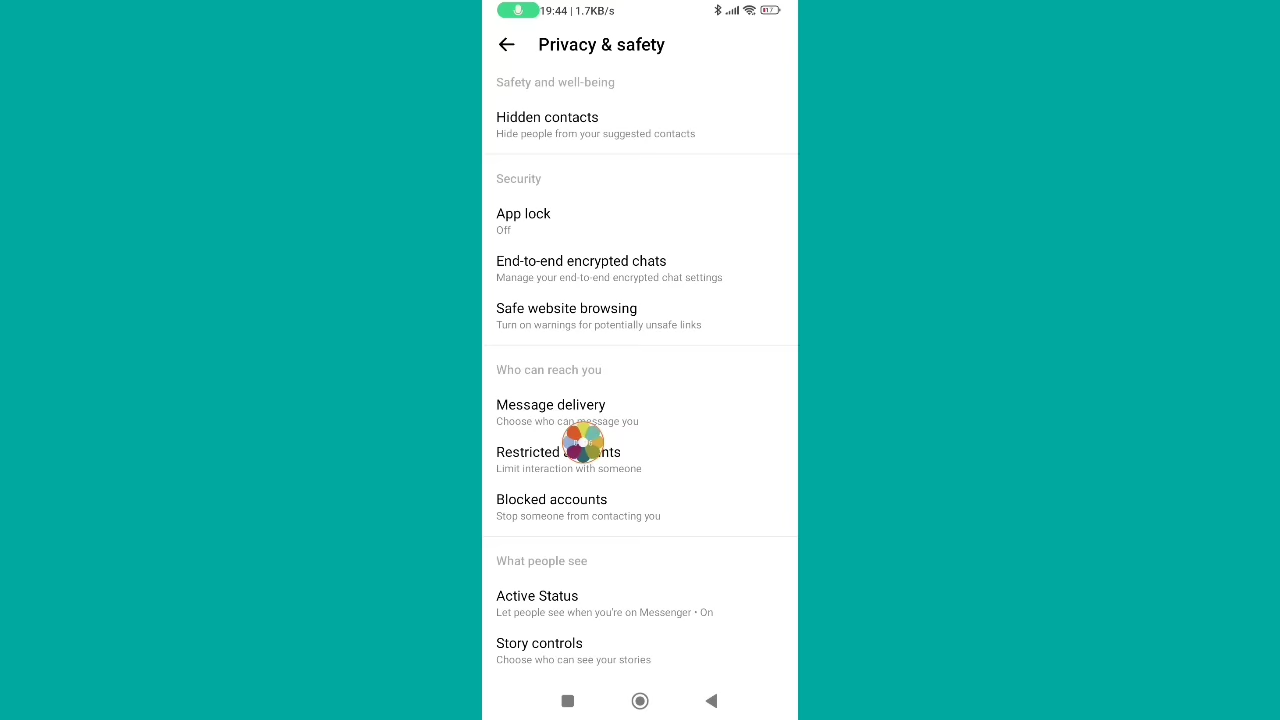 19:44 | 1.7KB/s
Privacy & safety
Safety and well-being
Hidden contacts
Hide people from your suggested contacts
Security
App lock
Off
End-to-end encrypted chats
Manage your end-to-end encrypted chat settings
Safe website browsing
Turn on warnings for potentially unsafe links
Who can reach you
Message delivery
Choose who can message you
Restricted
Limit interaction with someone
Blocked accounts
Stop someone from contacting you
What people see
Active Status
Let people see when you're on Messenger • On
Story controls
Choose who can see your stories